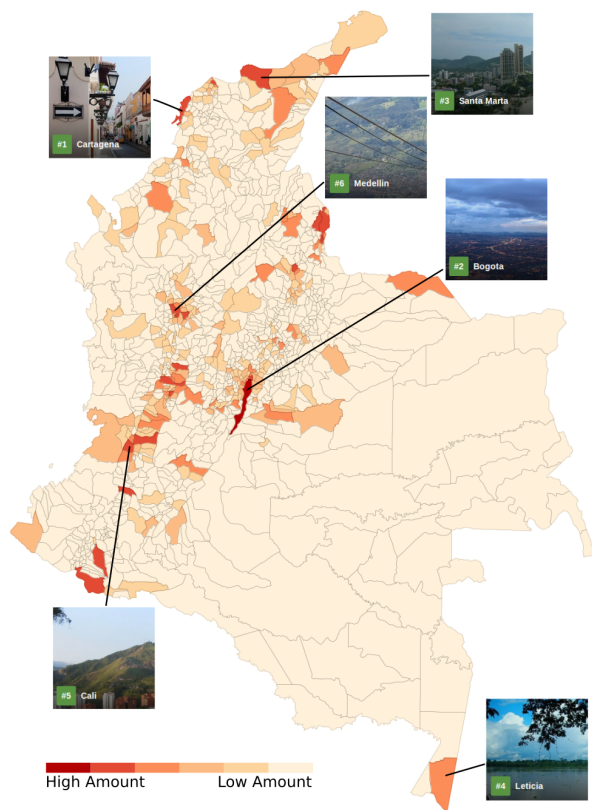 #3 Santa Marta
#1 Cartagena
#6 Medellin
#2 Bogota
#5 Cali
#4 Leticia
High Amount Low Amount